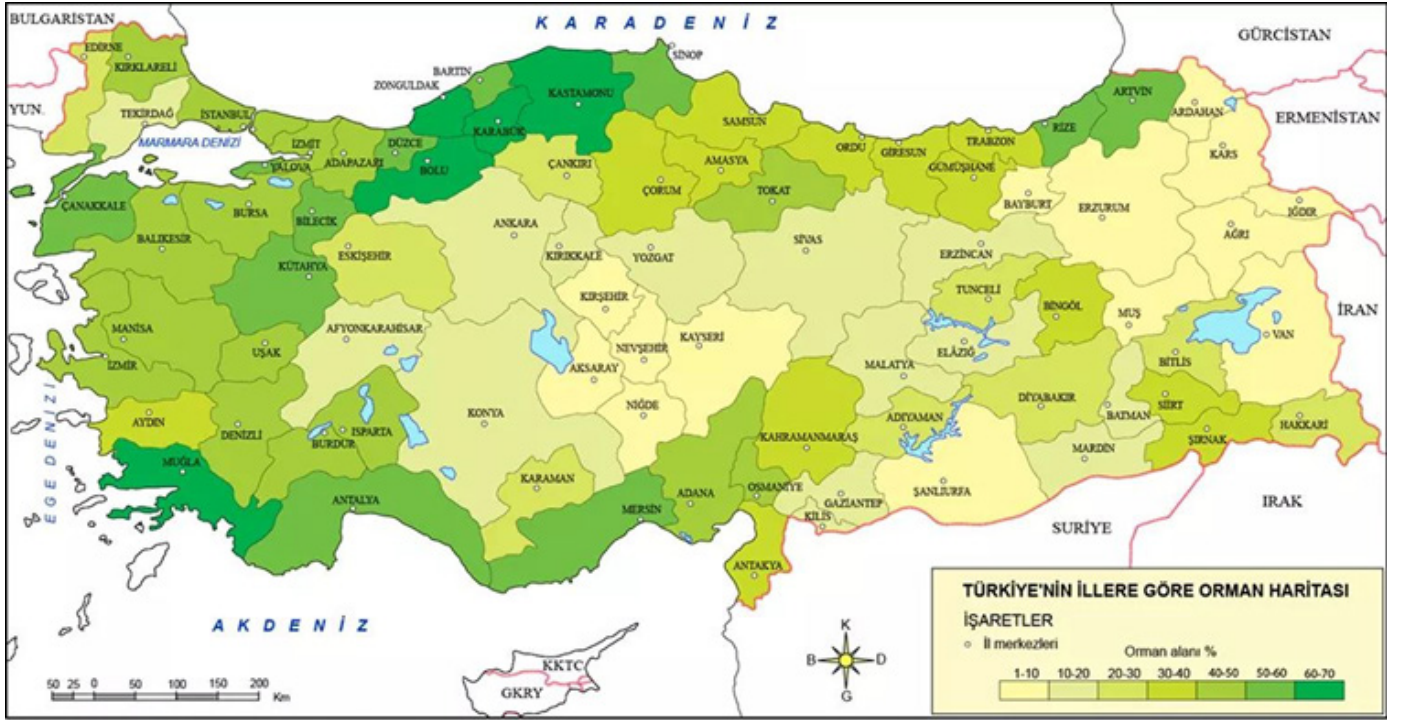 BULGARİSTAN
K A R A D E N İ Z
GÜRCİSTAN
EDİRNE
KIRKLARELİ
SİNOP
BARTIN
ZONGULDAK
KASTAMONU
ARTVİN
ARDAHAN
YUN.
TEKİRDAĞ
İSTANBUL
KARABÜK
SAMSUN
RİZE
ERMENİSTAN
MARMARA DENİZİ
İZMİT
DÜZCE
ORDU
GİRESUN
TRABZON
KARS
YALOVA
ADAPAZARI
BOLU
ÇANKIRI
AMASYA
GÜMÜŞHANE
ÇORUM
TOKAT
BAYBURT
ERZURUM
IĞDIR
ÇANAKKALE
BURSA
BİLECİK
ANKARA
AĞRI
BALIKESİR
ESKİŞEHİR
KIRIKKALE
YOZGAT
SİVAS
ERZİNCAN
KÜTAHYA
TUNCELİ
KIRŞEHİR
BİNGÖL
MUŞ
İRAN
MANİSA
AFYONKARAHİSAR
UŞAK
NEVŞEHİR
KAYSERİ
ELÂZIĞ
VAN
İZMİR
AKSARAY
MALATYA
BİTLİS
EGE DENİZİ
NİĞDE
DİYABAKIR
SİİRT
AYDIN
DENİZLİ
BURDUR
ISPARTA
KONYA
KAHRAMANMARAŞ
ADIYAMAN
BATMAN
ŞIRNAK
HAKKARİ
MUĞLA
MARDİN
KARAMAN
ANTALYA
MERSİN
ADANA
OSMANİYE
GAZİANTEP
ŞANLIURFA
KİLİS
SURİYE
IRAK
ANTAKYA
A K D E N İ Z
KKTC
GKRY
K
B
D
G
50 25 0 50 100 150 200
Km
TÜRKİYE'NİN İLLERE GÖRE ORMAN HARİTASI
İŞARETLER
İl merkezleri
Orman alanı %
1-10 10-20 20-30 30-40 40-50 50-60 60-70